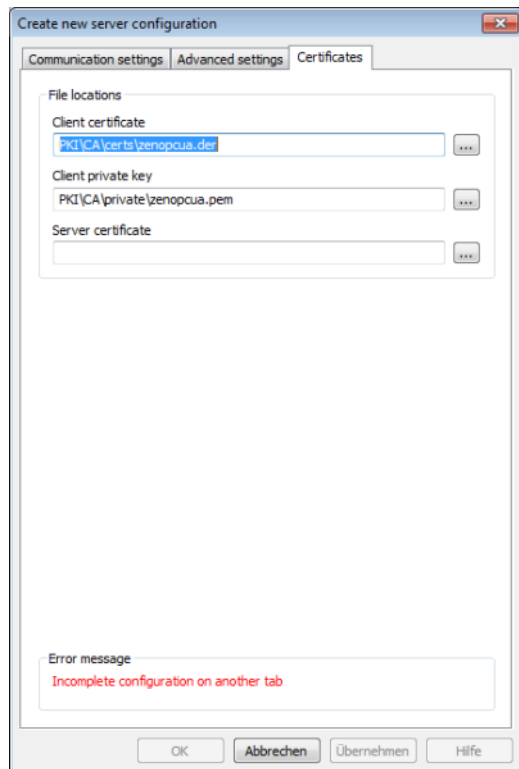 Create new server configuration
Communication settings
Advanced settings
Certificates
File locations
Client certificate
PKI\CA\certs\zenopcua.der
...
Client private key
PKI\CA\private\zenopcua.pem
...
Server certificate
...
Error message
Incomplete configuration on another tab
OK
Abbrechen
Übernehmen
Hilfe